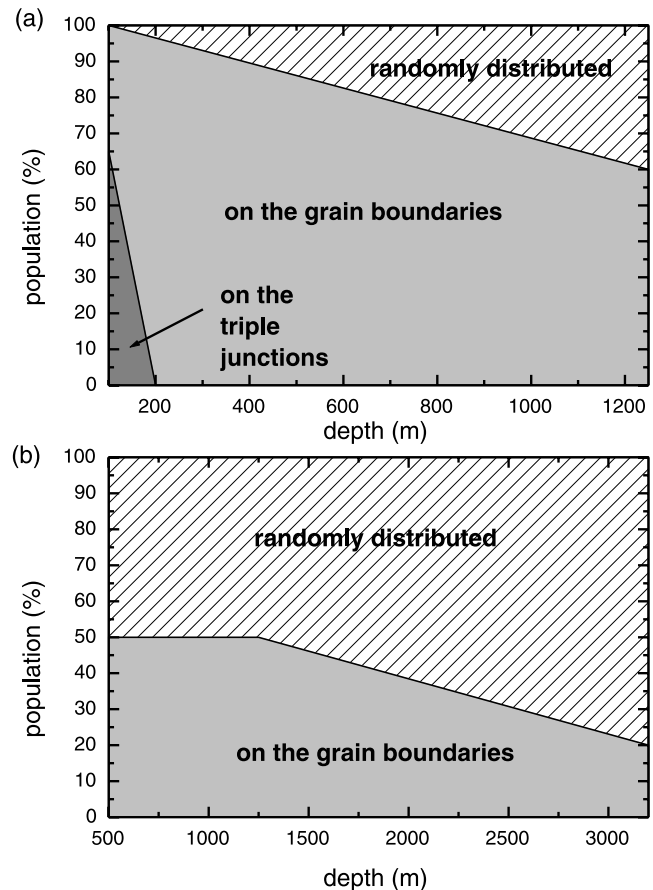 (a)
100
90
80
70
60
50
40
30
20
10
0
population (%)
randomly distributed
on the grain boundaries
on the
triple
junctions
200 400 600 800 1000 1200
depth (m)
(b)
100
90
80
70
60
50
40
30
20
10
0
population (%)
randomly distributed
on the grain boundaries
500 1000 1500 2000 2500 3000
depth (m)